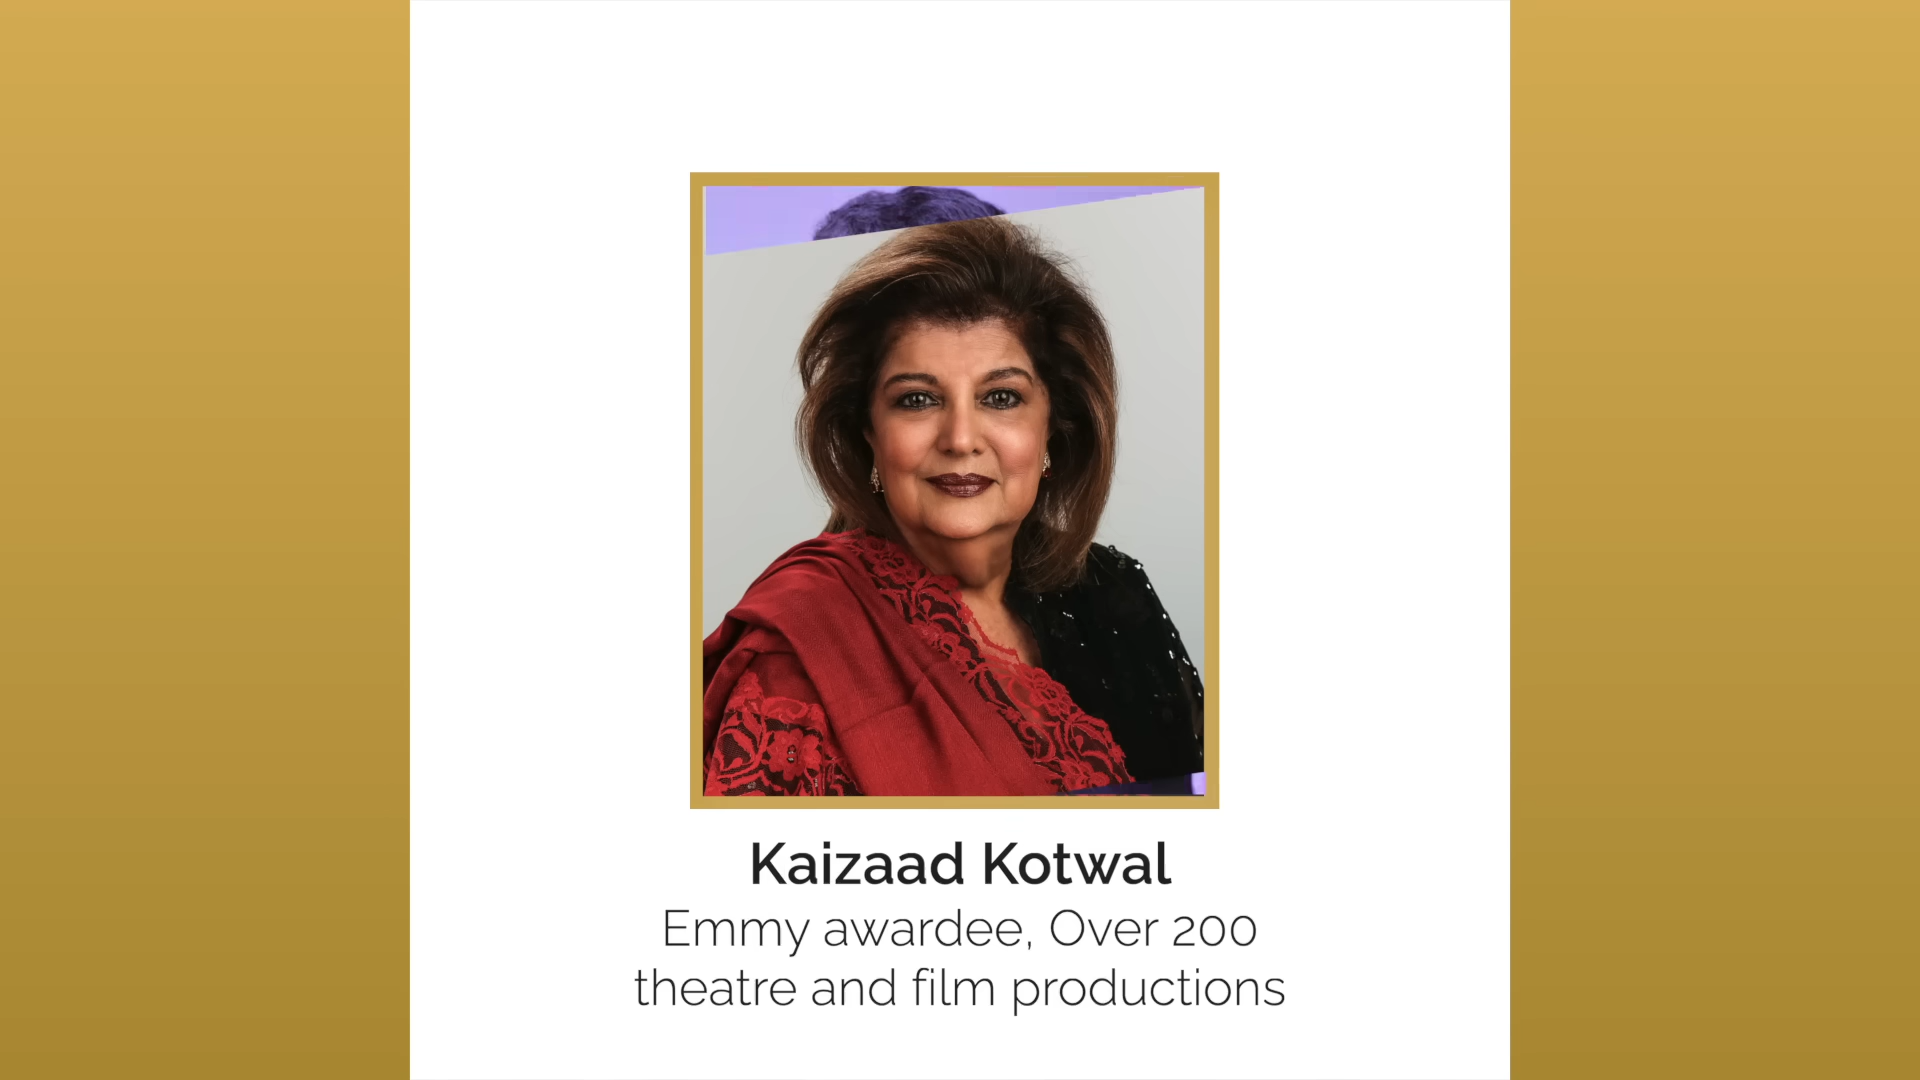 Kaizaad Kotwal
Emmy awardee, Over 200
theatre and film productions